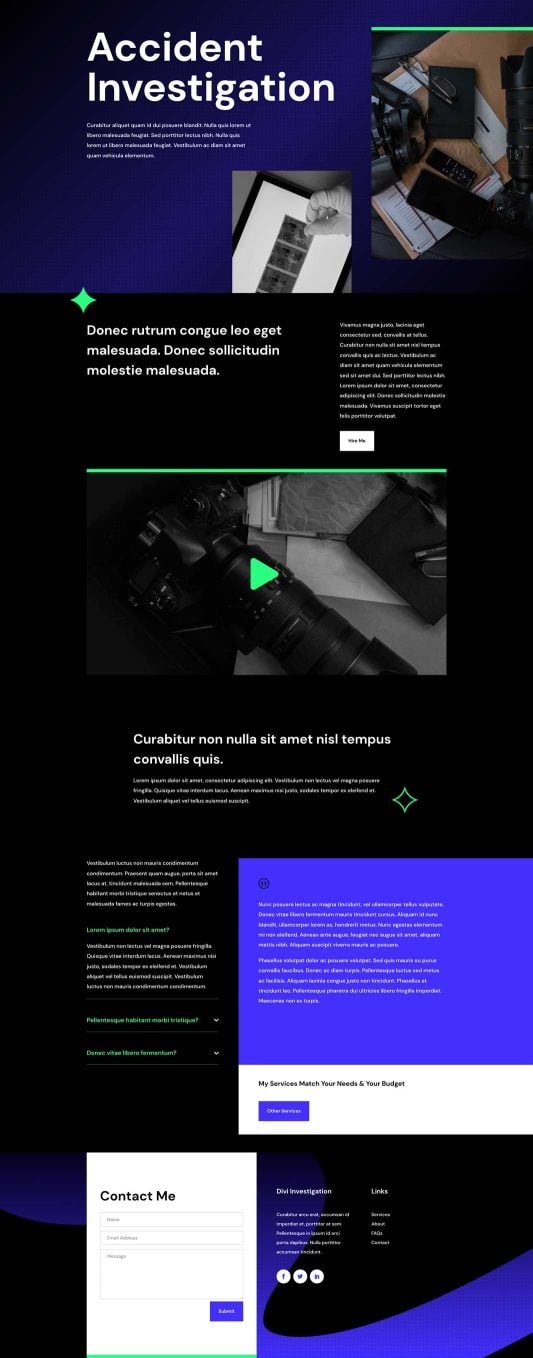 Accident
Investigation
Curabitur aliquet quam id dui posuere blandit. Nulla quis lorem ut
libero malesuada feugiat. Sed porttitor lectus nibh. Nulla quis
lorem ut libero malesuada feugiat. Vestibulum ac diam sit amet
quam vehicula elementum.
Donec rutrum congue leo eget
malesuada. Donec sollicitudin
molestie malesuada.
Vivamus magna justo, lacinia eget
consectetur sed, convallis at tellus.
Curabitur non nulla sit amet nisl tempus
convallis quis ac lectus. Vestibulum ac
diam sit amet quam vehicula elementum
sed sit amet dui. Sed porttitor lectus nibh.
Lorem ipsum dolor sit amet, consectetur
adipiscing elit. Donec sollicitudin molestie
malesuada. Vivamus suscipit tortor eget
felis porttitor volutpat.
Hire Me
Curabitur non nulla sit amet nisl tempus
convallis quis.
Lorem ipsum dolor sit amet, consectetur adipiscing elit. Vestibulum non lectus vel magna posuere
fringilla. Quisque vitae interdum lacus. Aenean maximus nisi justo, sodales tempor ex eleifend et.
Vestibulum aliquet vel tellus euismod suscipit.
Vestibulum luctus non mauris condimentum
condimentum. Praesent quam augue, porta sit amet
lacus at, tincidunt malesuada sem. Pellentesque
habitant morbi tristique senectus et netus et
malesuada fames ac turpis egestas.
Lorem ipsum dolor sit amet?
Vestibulum non lectus vel magna posuere fringilla.
Quisque vitae interdum lacus. Aenean maximus nisi
justo, sodales tempor ex eleifend et. Vestibulum
aliquet vel tellus euismod suscipit. Vestibulum
luctus non mauris condimentum condimentum.
Pellentesque habitant morbi tristique?
Donec vitae libero fermentum?
Nunc posuere lectus ac magna tincidunt, vel ullamcorper tellus vulputate.
Donec vitae libero fermentum mauris tincidunt cursus. Aliquam id nunc
blandit, ullamcorper leo ac, hendrerit metus. Nunc egestas elementum
mi non eleifend. Aenean ante augue, feugiat nec augue sit amet, aliquam
mattis nibh. Aliquam suscipit viverra mauris ac posuere.
Phasellus volutpat dolor ac posuere volutpat. Sed quis mauris eu purus
convallis faucibus. Donec ac diam turpis. Pellentesque luctus sed metus
ac facilisis. Aliquam lacinia congue justo non tincidunt. Phasellus at
tincidunt leo. Pellentesque pharetra dui ultricies libero fringilla imperdiet.
Maecenas non ex turpis.
My Services Match Your Needs & Your Budget
Other Services
Contact Me
Name
Email Address
Message
Submit
Divi Investigation
Curabitur arcu erat, accumsan id
imperdiet et, porttitor at sem.
Pellentesque in ipsum id orci
porta dapibus. Nulla porttitor
accumsan tincidunt.
Links
Services
About
FAQs
Contact